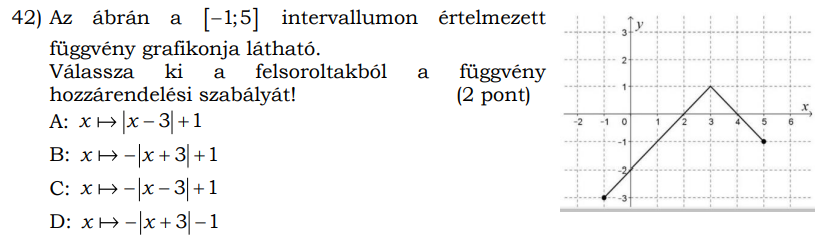 42) Az ábrán a [−1;5] intervallumon értelmezett
függvény grafikonja látható.
Válassza ki a felsoroltakból a függvény
hozzárendelési szabályát! (2 pont)
A: x ↦ |x − 3| + 1
B: x ↦ −|x + 3| + 1
C: x ↦ −|x − 3| + 1
D: x ↦ −|x + 3| − 1
y
3
2
1
x
-2 -1 0 1 2 3 4 5 6
-1
-2
-3